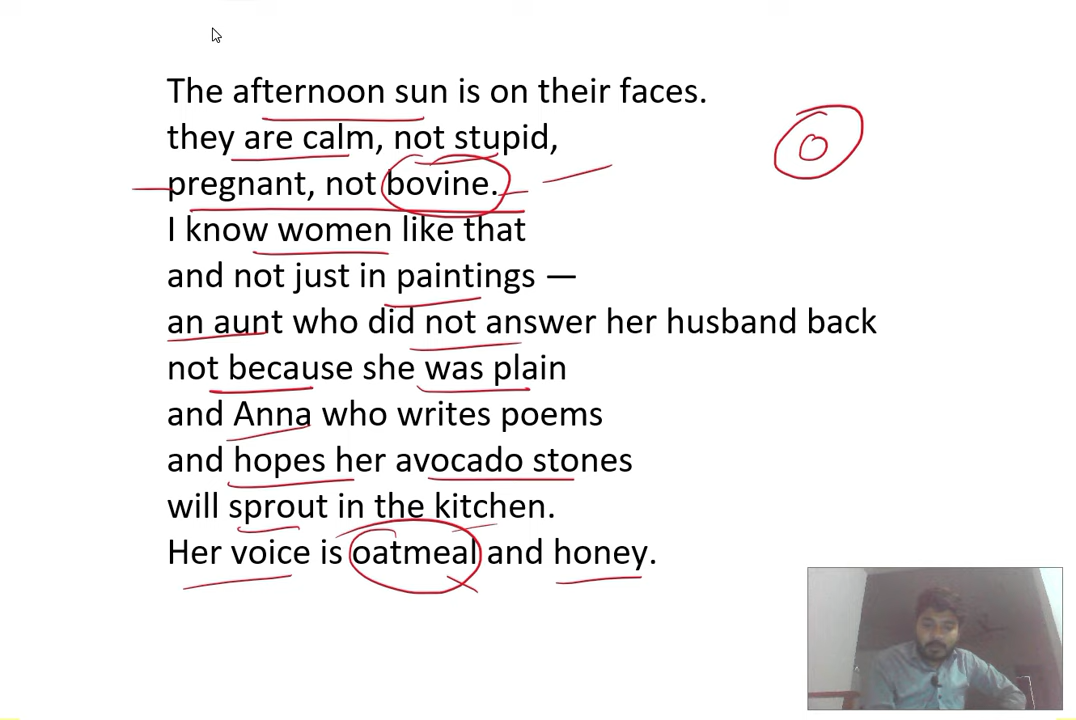 The afternoon sun is on their faces.
they are calm, not stupid,
pregnant, not bovine.
I know women like that
and not just in paintings —
an aunt who did not answer her husband back
not because she was plain
and Anna who writes poems
and hopes her avocado stones
will sprout in the kitchen.
Her voice is oatmeal and honey.